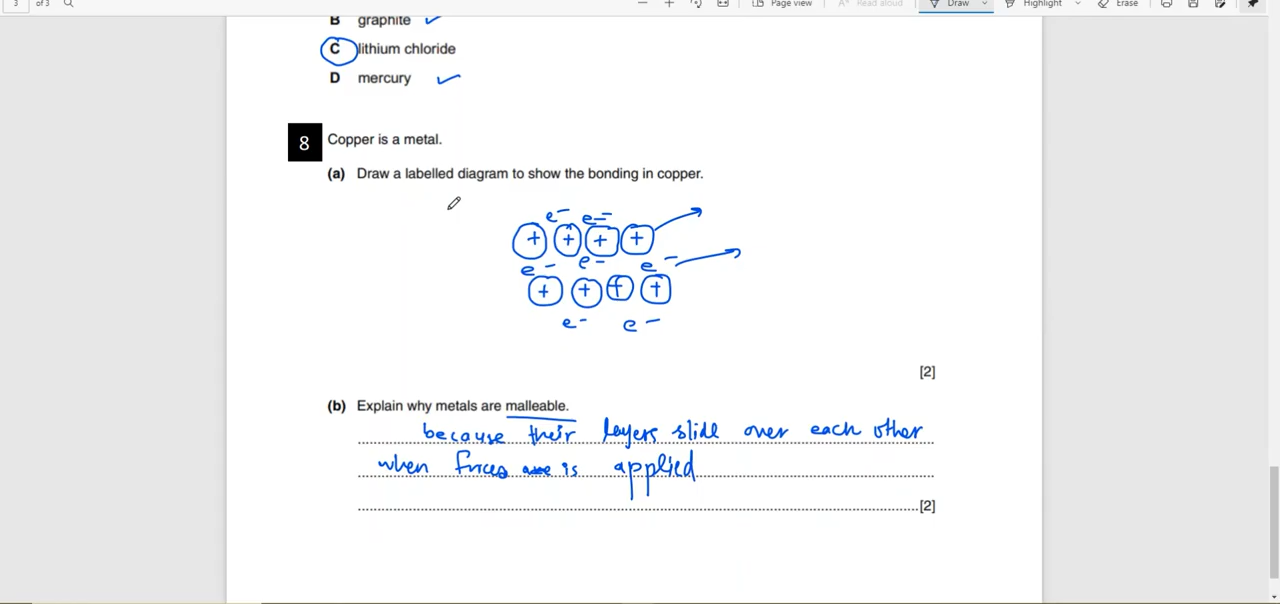 3 of 3 Page view Read aloud Draw Highlight Erase
B graphite ✓
C lithium chloride
D mercury ✓
8 Copper is a metal.
(a) Draw a labelled diagram to show the bonding in copper.
e− e−
+ + + +
e− e− e−
+ + + +
e− e−
[2]
(b) Explain why metals are malleable.
because their layers slide over each other
when forces is applied
[2]